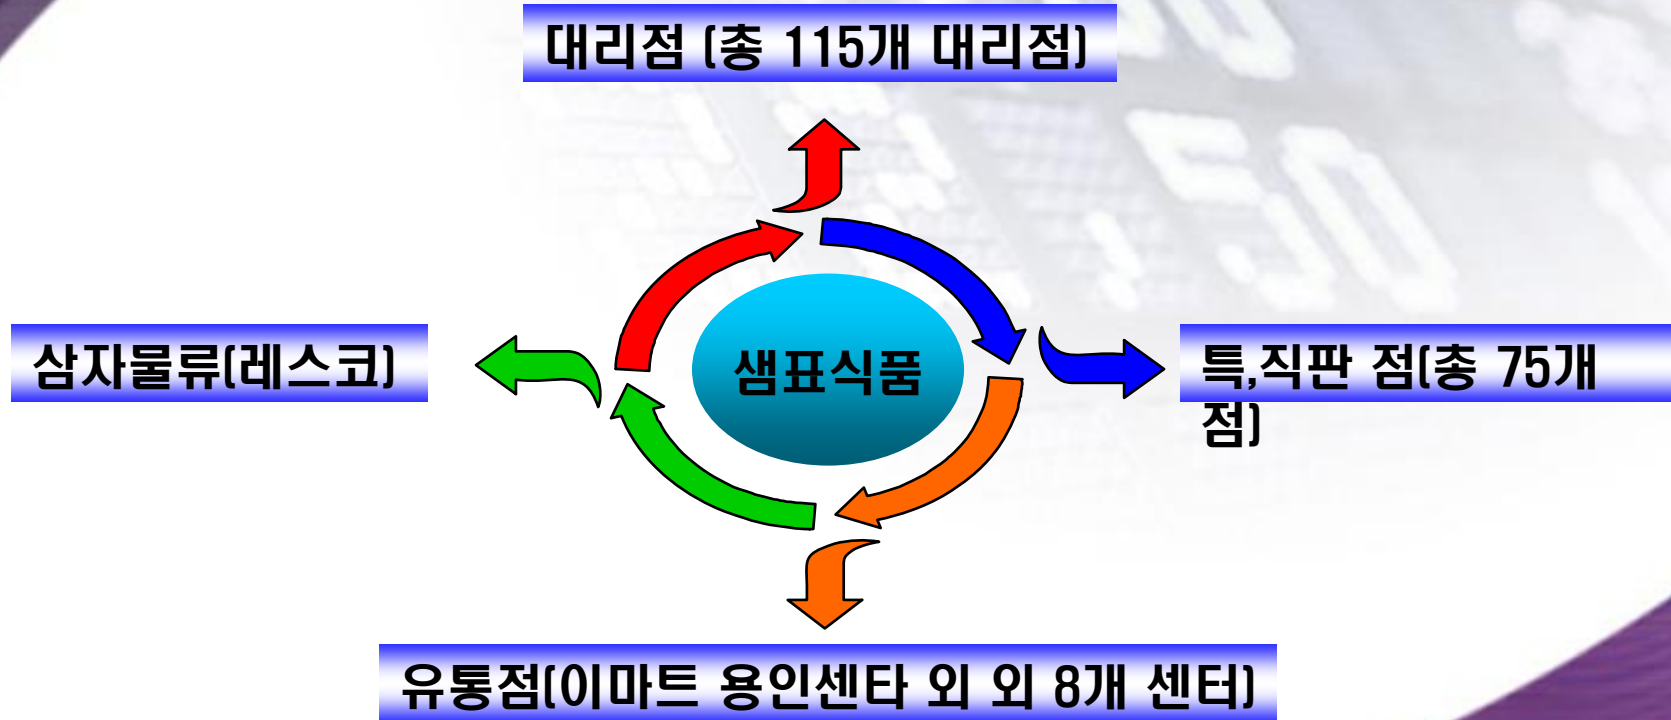 대리점 (총 115개 대리점)
샘표식품
삼자물류(레스코)
특,직판 점(총 75개
점)
유통점(이마트 용인센타 외 외 8개 센터)